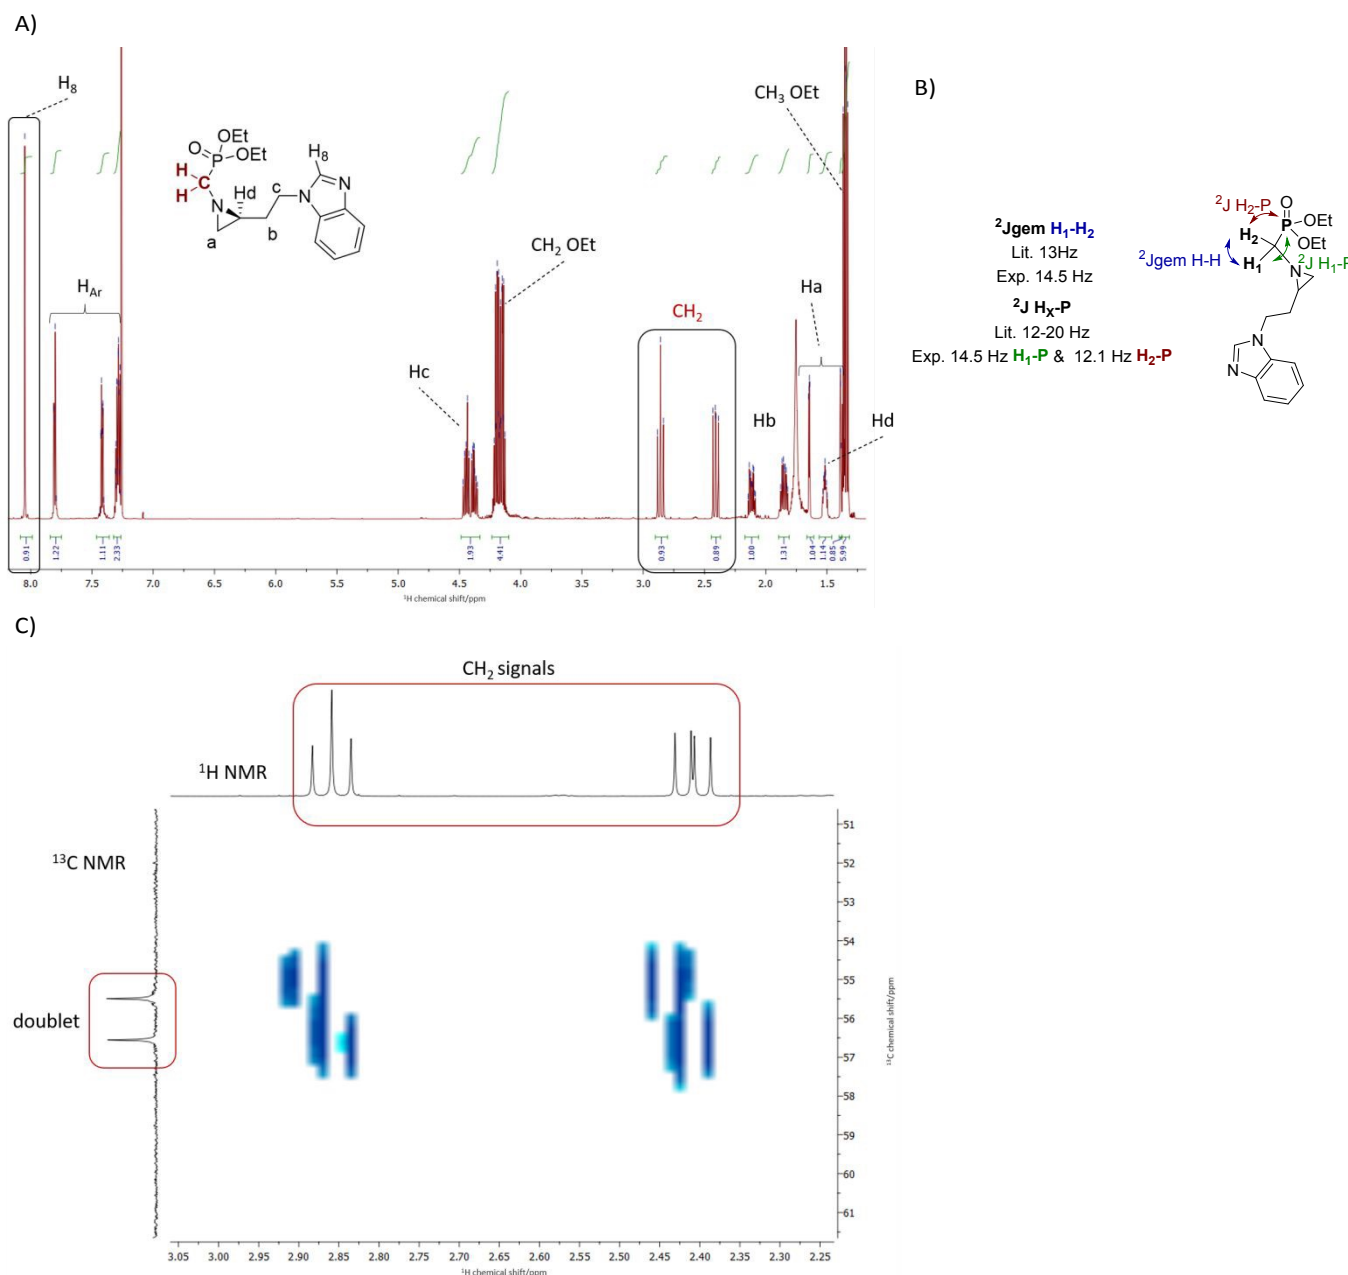 A)
H8
CH3 OEt
OEt
O
P
OEt
H
C
H
Hd
c
H8
N
N
N
a
b
CH2 OEt
HAr
Ha
CH2
Hc
Hb
Hd
0.91
1.22
1.11
2.33
1.93
4.41
0.93
0.89
1.00
1.31
1.04
1.14
0.85
5.99
8.0 7.5 7.0 6.5 6.0 5.5 5.0 4.5 4.0 3.5 3.0 2.5 2.0 1.5
1H chemical shift/ppm
B)
2Jgem H1-H2
Lit. 13Hz
Exp. 14.5 Hz
2J HX-P
Lit. 12-20 Hz
Exp. 14.5 Hz H1-P & 12.1 Hz H2-P
2J H2-P
O
P
OEt
OEt
H2
2Jgem H-H
H1
2J H1-P
N
N
N
C)
CH2 signals
1H NMR
13C NMR
doublet
51
52
53
54
55
56
57
58
59
60
61
13C chemical shift/ppm
3.05 3.00 2.95 2.90 2.85 2.80 2.75 2.70 2.65 2.60 2.55 2.50 2.45 2.40 2.35 2.30 2.25
1H chemical shift/ppm